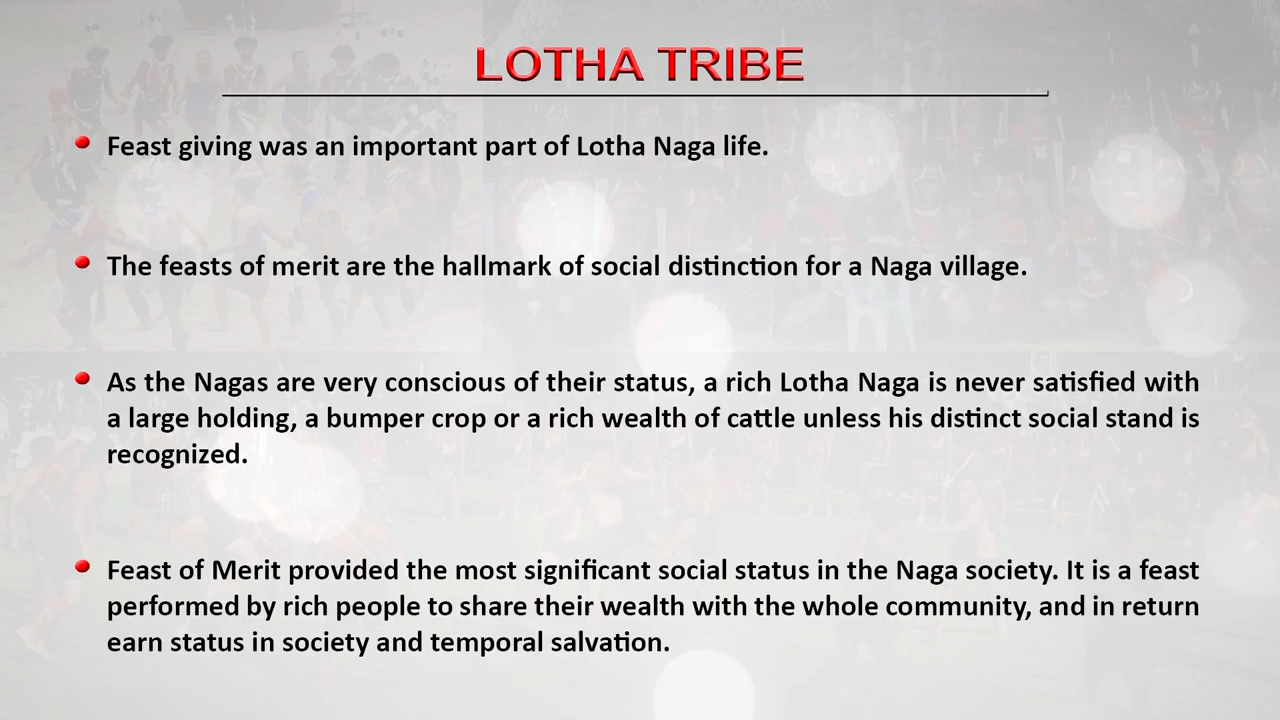 LOTHA TRIBE
Feast giving was an important part of Lotha Naga life.
The feasts of merit are the hallmark of social distinction for a Naga village.
As the Nagas are very conscious of their status, a rich Lotha Naga is never satisfied with
a large holding, a bumper crop or a rich wealth of cattle unless his distinct social stand is
recognized.
Feast of Merit provided the most significant social status in the Naga society. It is a feast
performed by rich people to share their wealth with the whole community, and in return
earn status in society and temporal salvation.